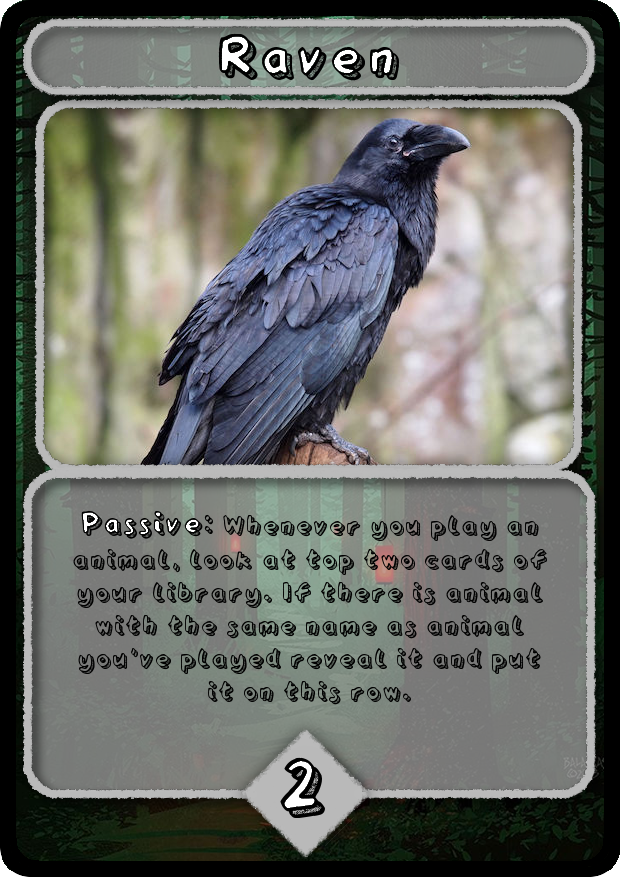 Raven
Passive: Whenever you play an
animal, look at top two cards of
your library. If there is animal
with the same name as animal
you've played reveal it and put
it on this row.
2